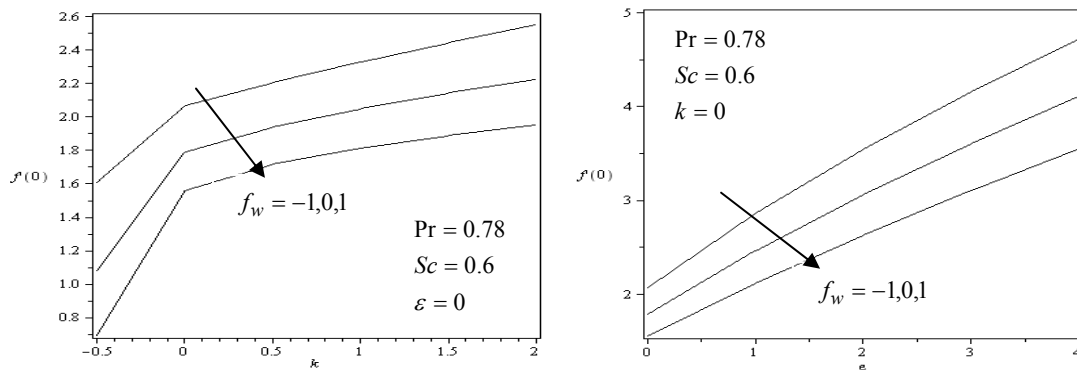 2.6
2.4
2.2
2.0
1.8
1.6
1.4
1.2
1.0
0.8
f'(0)
f_w = −1,0,1
Pr = 0.78
Sc = 0.6
ε = 0
−0.5 0 0.5 1 1.5 2
k
5
4
3
2
f'(0)
Pr = 0.78
Sc = 0.6
k = 0
f_w = −1,0,1
0 1 2 3 4